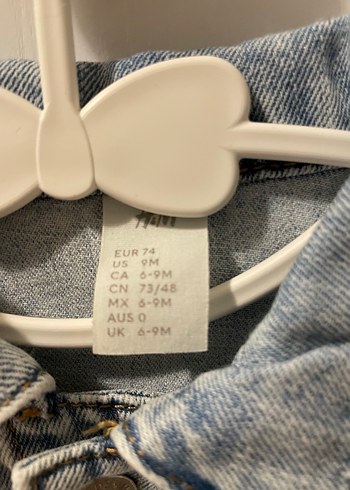 H&M
EUR 74
US 9M
CA 6-9M
CN 73/48
MX 6-9M
AUS 0
UK 6-9M